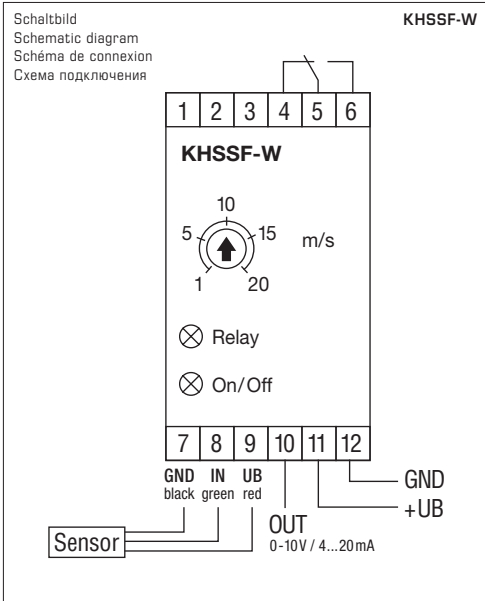 Schaltbild
Schematic diagram
Schéma de connexion
Схема подключения
KHSSF-W
1 2 3 4 5 6
KHSSF-W
10
5 15
m/s
1 20
Relay
On/Off
7 8 9 10 11 12
GND IN UB
black green red
GND
+UB
OUT
0-10V / 4...20mA
Sensor